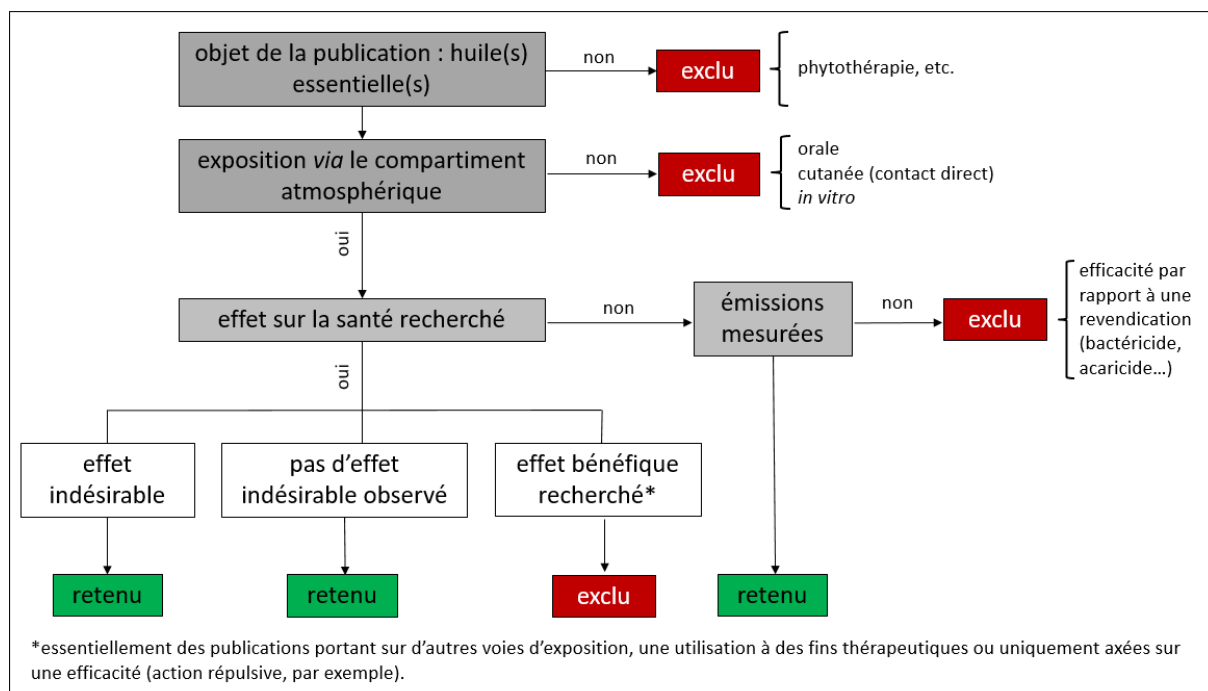 objet de la publication : huile(s)
essentielle(s)
non
exclu
phytothérapie, etc.
exposition via le compartiment
atmosphérique
non
exclu
orale
cutanée (contact direct)
in vitro
oui
effet sur la santé recherché
non
émissions
mesurées
non
exclu
efficacité par
rapport à une
revendication
(bactéricide,
acaricide…)
oui
effet
indésirable
pas d’effet
indésirable observé
effet bénéfique
recherché*
retenu
retenu
exclu
retenu
*essentiellement des publications portant sur d’autres voies d’exposition, une utilisation à des fins thérapeutiques ou uniquement axées sur
une efficacité (action répulsive, par exemple).